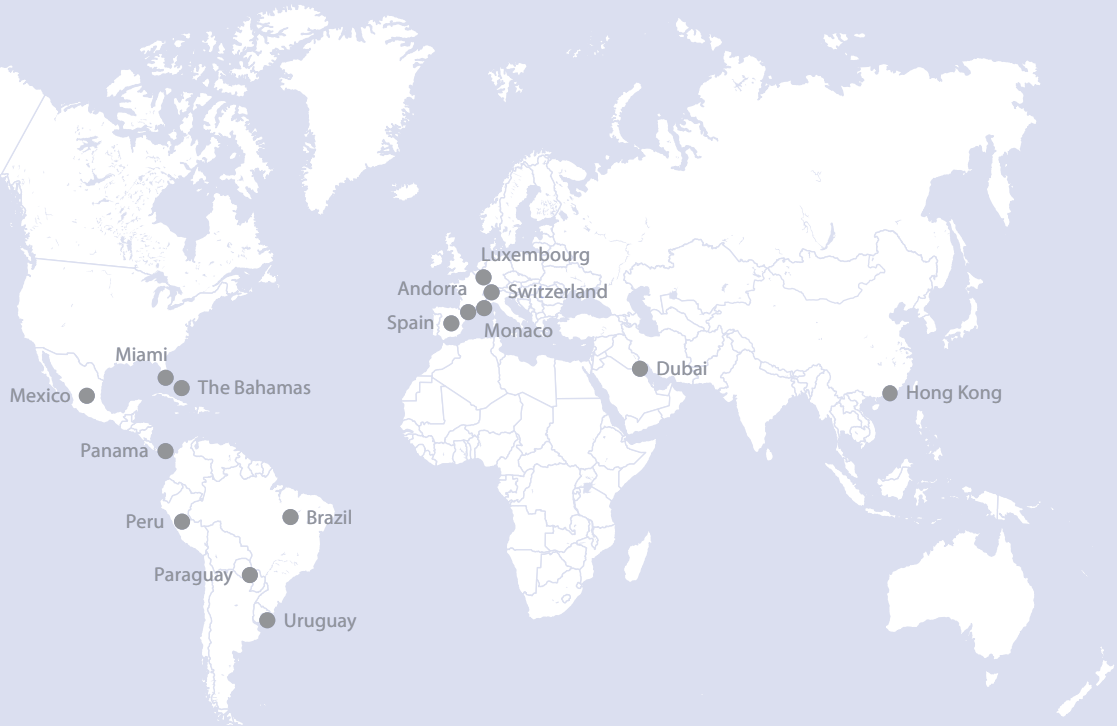 Luxembourg
Andorra
Switzerland
Spain
Monaco
Miami
Dubai
Mexico
The Bahamas
Hong Kong
Panama
Peru
Brazil
Paraguay
Uruguay